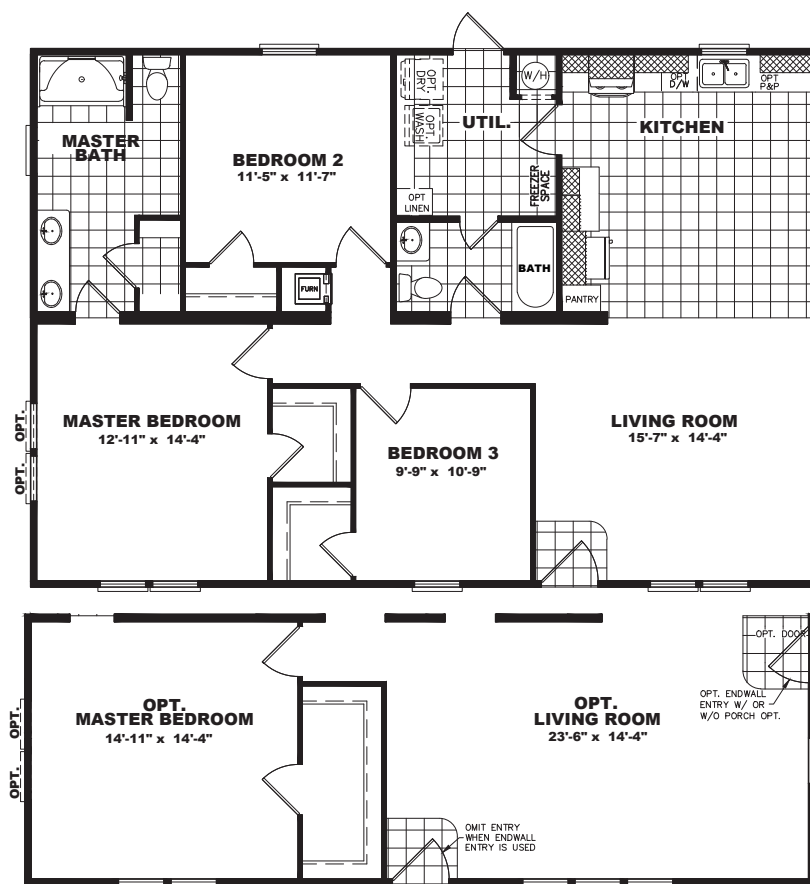 MASTER
BATH
BEDROOM 2
11'-5" x 11'-7"
OPT.
DRY
OPT.
WASH
UTIL.
W/H
OPT
LINEN
FREEZER
SPACE
KITCHEN
OPT
D/W
OPT
P&P
BATH
PANTRY
FURN
MASTER BEDROOM
12'-11" x 14'-4"
OPT.
OPT.
BEDROOM 3
9'-9" x 10'-9"
LIVING ROOM
15'-7" x 14'-4"
OPT.
MASTER BEDROOM
14'-11" x 14'-4"
OPT.
OPT.
OPT.
LIVING ROOM
23'-6" x 14'-4"
OPT. DOOR
OPT. ENDWALL
ENTRY W/ OR
W/O PORCH OPT.
OMIT ENTRY
WHEN ENDWALL
ENTRY IS USED